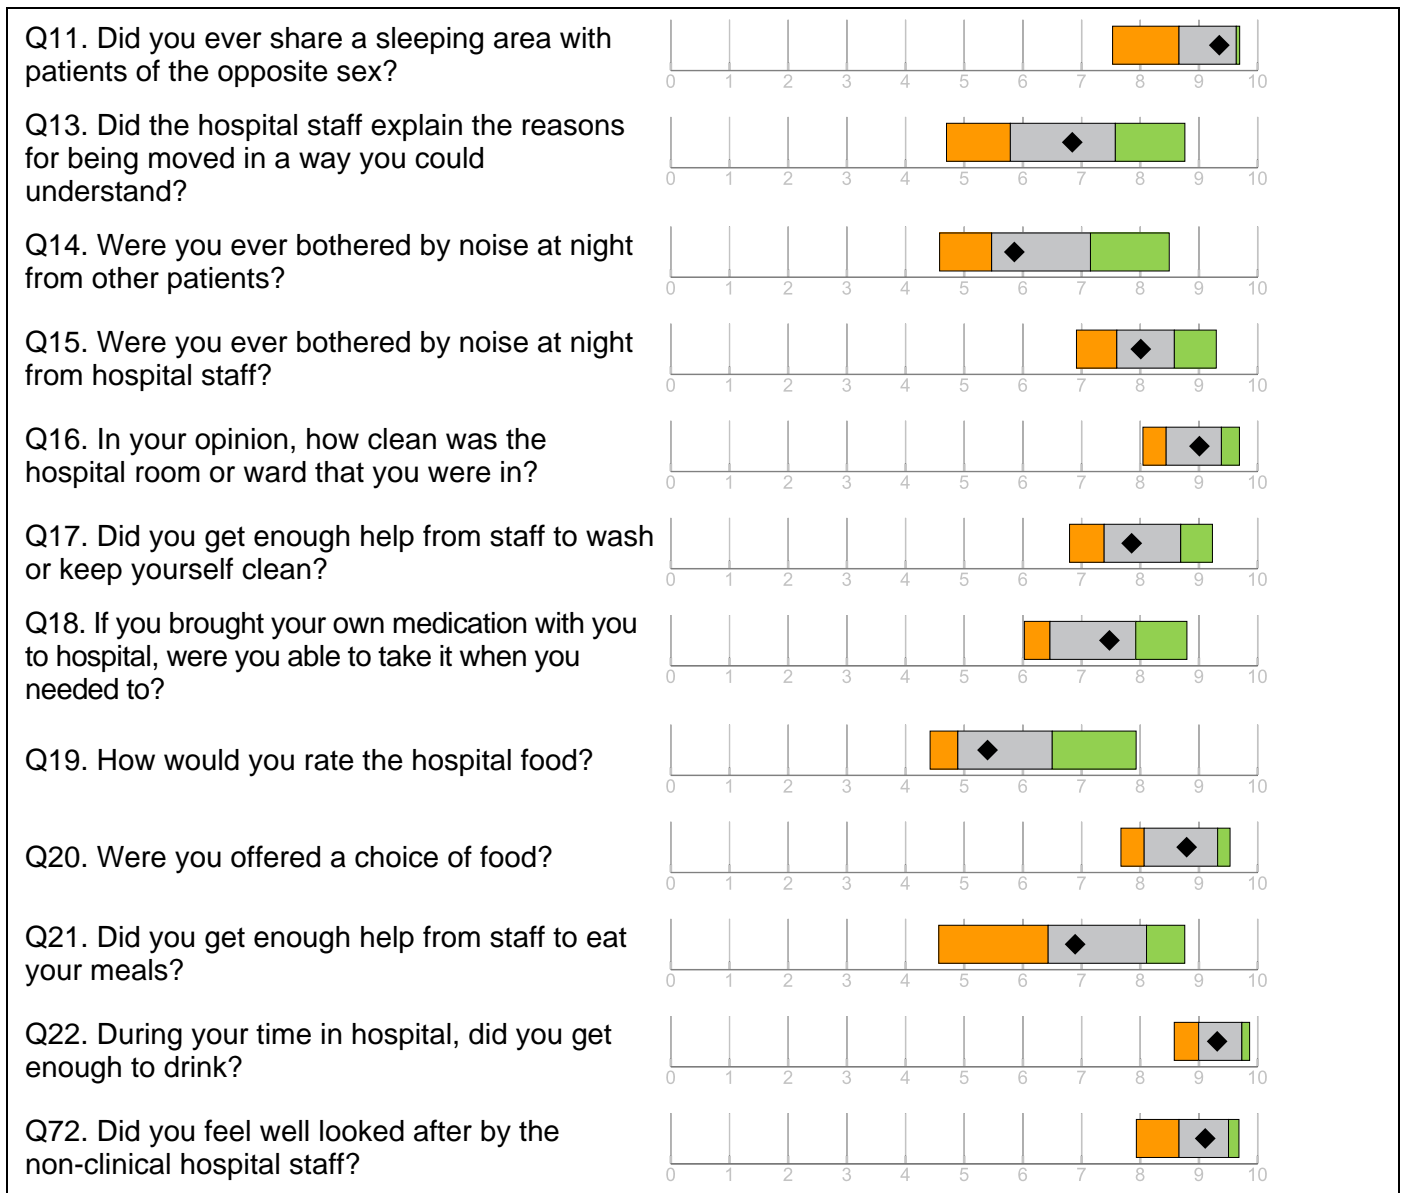 Q11. Did you ever share a sleeping area with
patients of the opposite sex?
0 1 2 3 4 5 6 7 8 9 10
Q13. Did the hospital staff explain the reasons
for being moved in a way you could
understand?
0 1 2 3 4 5 6 7 8 9 10
Q14. Were you ever bothered by noise at night
from other patients?
0 1 2 3 4 5 6 7 8 9 10
Q15. Were you ever bothered by noise at night
from hospital staff?
0 1 2 3 4 5 6 7 8 9 10
Q16. In your opinion, how clean was the
hospital room or ward that you were in?
0 1 2 3 4 5 6 7 8 9 10
Q17. Did you get enough help from staff to wash
or keep yourself clean?
0 1 2 3 4 5 6 7 8 9 10
Q18. If you brought your own medication with you
to hospital, were you able to take it when you
needed to?
0 1 2 3 4 5 6 7 8 9 10
Q19. How would you rate the hospital food?
0 1 2 3 4 5 6 7 8 9 10
Q20. Were you offered a choice of food?
0 1 2 3 4 5 6 7 8 9 10
Q21. Did you get enough help from staff to eat
your meals?
0 1 2 3 4 5 6 7 8 9 10
Q22. During your time in hospital, did you get
enough to drink?
0 1 2 3 4 5 6 7 8 9 10
Q72. Did you feel well looked after by the
non-clinical hospital staff?
0 1 2 3 4 5 6 7 8 9 10